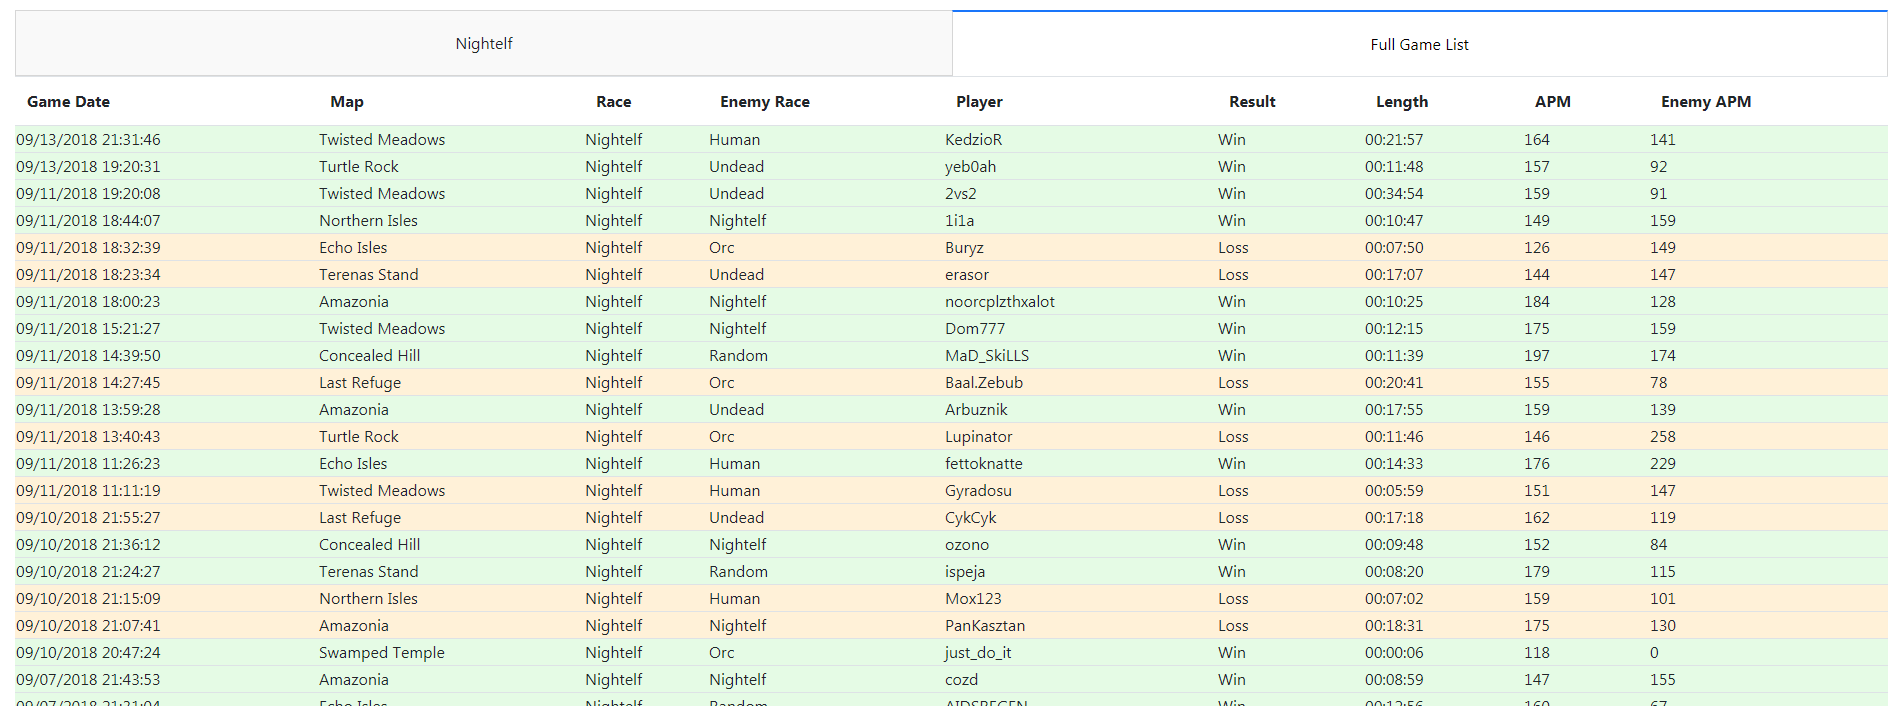 Nightelf Full Game List
Game Date Map Race Enemy Race Player Result Length APM Enemy APM
09/13/2018 21:31:46 Twisted Meadows Nightelf Human KedzioR Win 00:21:57 164 141
09/13/2018 19:20:31 Turtle Rock Nightelf Undead yeb0ah Win 00:11:48 157 92
09/11/2018 19:20:08 Twisted Meadows Nightelf Undead 2vs2 Win 00:34:54 159 91
09/11/2018 18:44:07 Northern Isles Nightelf Nightelf 1i1a Win 00:10:47 149 159
09/11/2018 18:32:39 Echo Isles Nightelf Orc Buryz Loss 00:07:50 126 149
09/11/2018 18:23:34 Terenas Stand Nightelf Undead erasor Loss 00:17:07 144 147
09/11/2018 18:00:23 Amazonia Nightelf Nightelf noorcplzthxalot Win 00:10:25 184 128
09/11/2018 15:21:27 Twisted Meadows Nightelf Nightelf Dom777 Win 00:12:15 175 159
09/11/2018 14:39:50 Concealed Hill Nightelf Random MaD_SkiLLS Win 00:11:39 197 174
09/11/2018 14:27:45 Last Refuge Nightelf Orc Baal.Zebub Loss 00:20:41 155 78
09/11/2018 13:59:28 Amazonia Nightelf Undead Arbuznik Win 00:17:55 159 139
09/11/2018 13:40:43 Turtle Rock Nightelf Orc Lupinator Loss 00:11:46 146 258
09/11/2018 11:26:23 Echo Isles Nightelf Human fettoknatte Win 00:14:33 176 229
09/11/2018 11:11:19 Twisted Meadows Nightelf Human Gyradosu Loss 00:05:59 151 147
09/10/2018 21:55:27 Last Refuge Nightelf Undead CykCyk Loss 00:17:18 162 119
09/10/2018 21:36:12 Concealed Hill Nightelf Nightelf ozono Win 00:09:48 152 84
09/10/2018 21:24:27 Terenas Stand Nightelf Random ispeja Win 00:08:20 179 115
09/10/2018 21:15:09 Northern Isles Nightelf Human Mox123 Loss 00:07:02 159 101
09/10/2018 21:07:41 Amazonia Nightelf Nightelf PanKasztan Loss 00:18:31 175 130
09/10/2018 20:47:24 Swamped Temple Nightelf Orc just_do_it Win 00:00:06 118 0
09/07/2018 21:43:53 Amazonia Nightelf Nightelf cozd Win 00:08:59 147 155
Echo Isles Nightelf Random Win